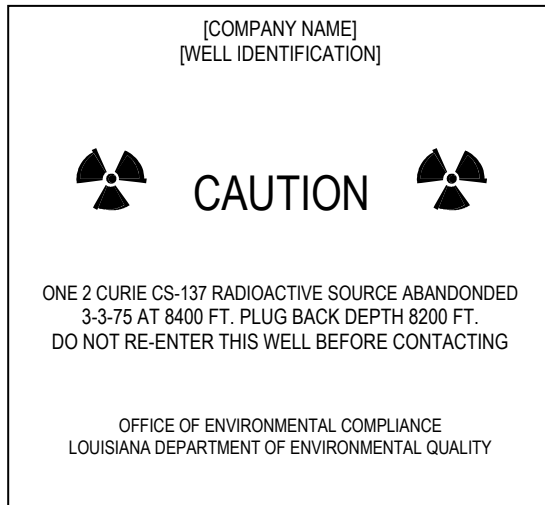 [COMPANY NAME]
[WELL IDENTIFICATION]
CAUTION
ONE 2 CURIE CS-137 RADIOACTIVE SOURCE ABANDONDED
3-3-75 AT 8400 FT. PLUG BACK DEPTH 8200 FT.
DO NOT RE-ENTER THIS WELL BEFORE CONTACTING
OFFICE OF ENVIRONMENTAL COMPLIANCE
LOUISIANA DEPARTMENT OF ENVIRONMENTAL QUALITY